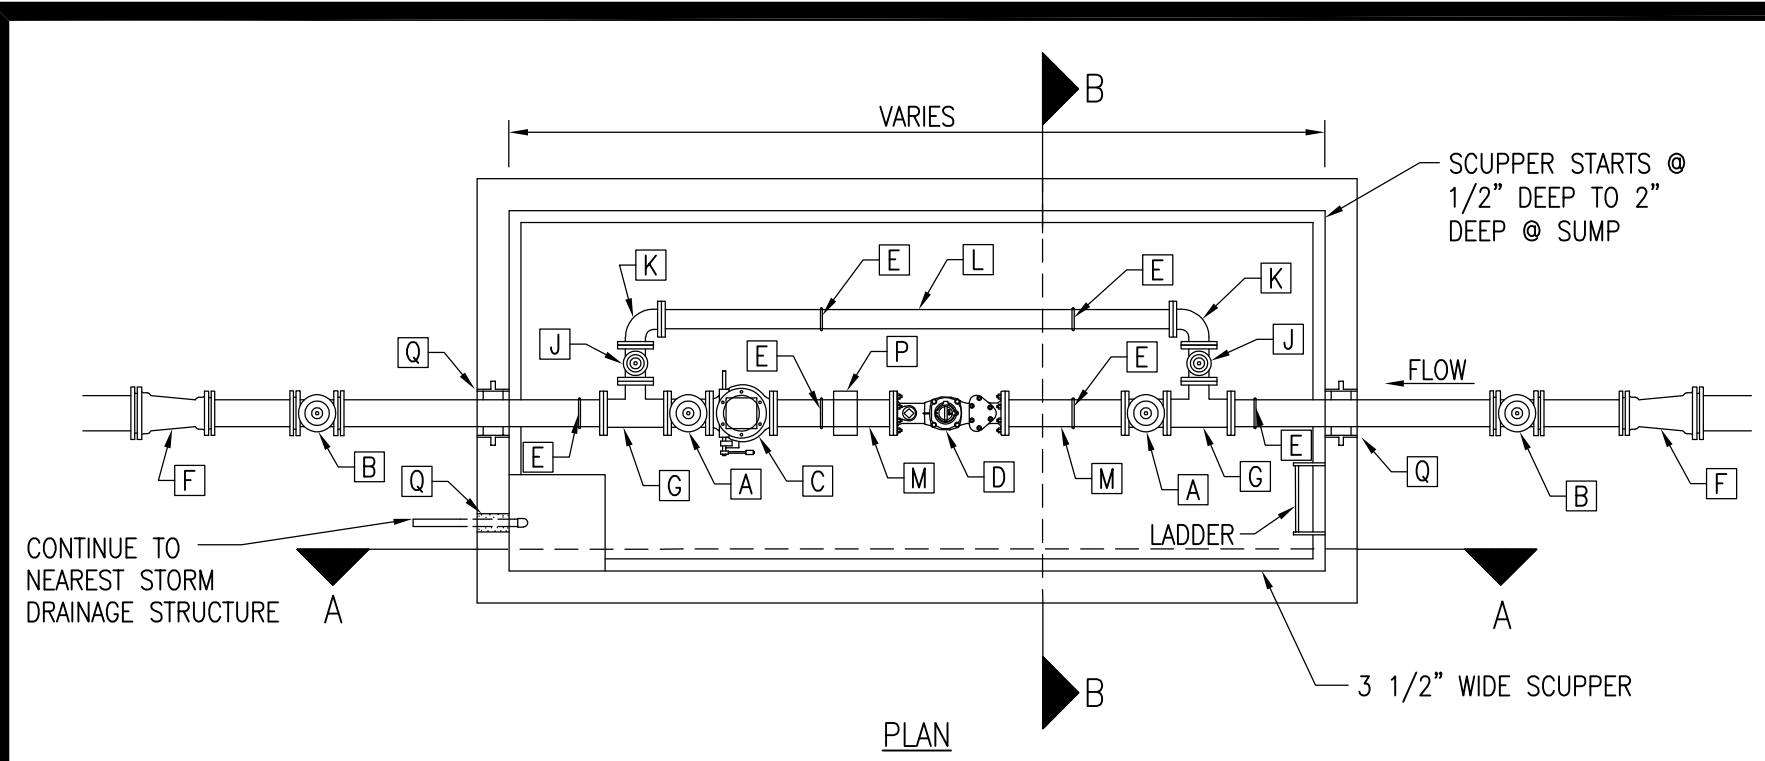 B
VARIES
SCUPPER STARTS @
1/2" DEEP TO 2"
DEEP @ SUMP
K
E
L
E
K
Q
J
E
P
E
J
FLOW
F
B
Q
E
G
A
C
M
D
M
A
G
E
Q
B
F
LADDER
CONTINUE TO
NEAREST STORM
DRAINAGE STRUCTURE
A
A
B
3 1/2" WIDE SCUPPER
PLAN